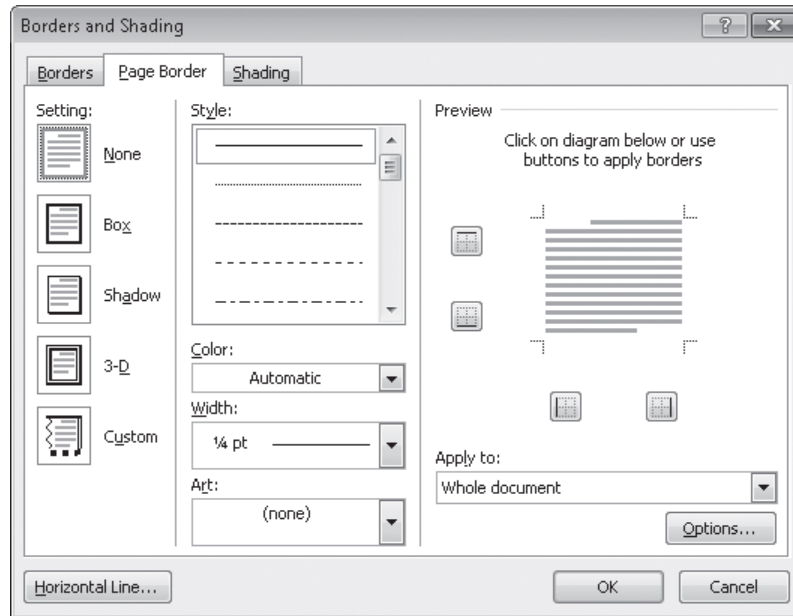 Borders and Shading
Borders
Page Border
Shading
Setting:
None
Box
Shadow
3-D
Custom
Style:
Color:
Automatic
Width:
¼ pt
Art:
(none)
Preview
Click on diagram below or use
buttons to apply borders
Apply to:
Whole document
Options...
Horizontal Line...
OK
Cancel